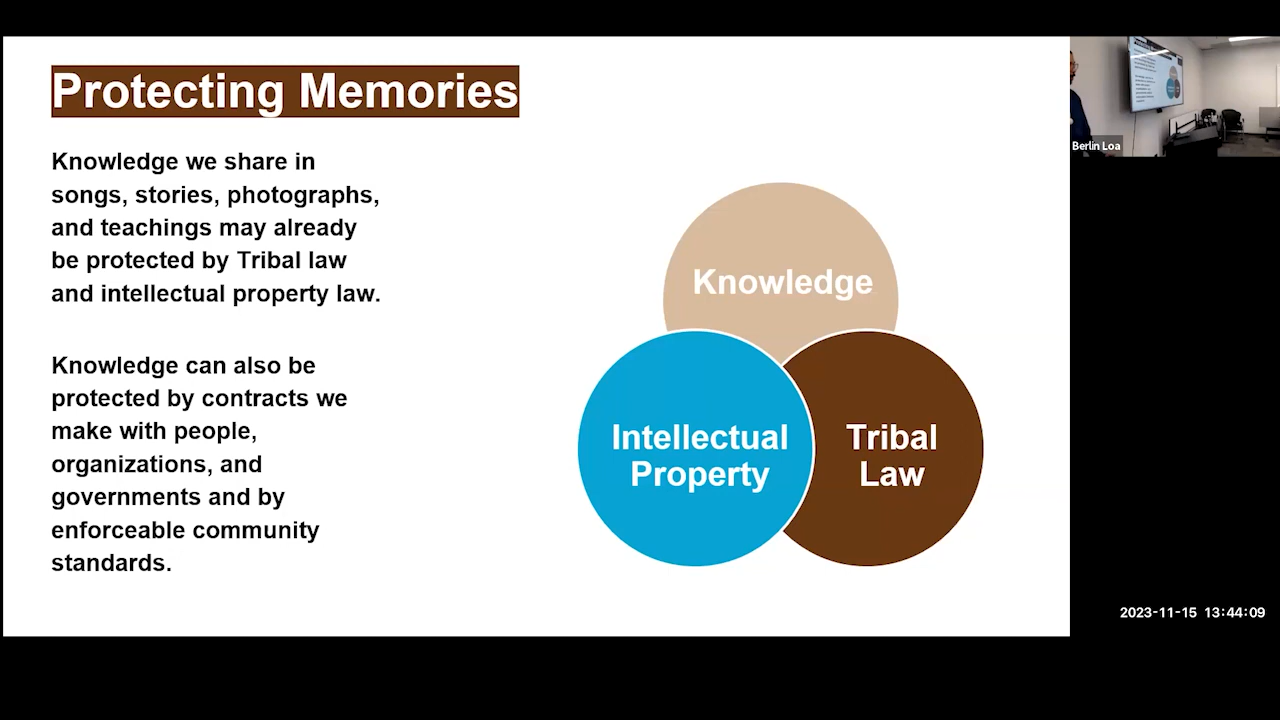 Protecting Memories
Knowledge we share in
songs, stories, photographs,
and teachings may already
be protected by Tribal law
and intellectual property law.
Knowledge can also be
protected by contracts we
make with people,
organizations, and
governments and by
enforceable community
standards.
Knowledge
Intellectual
Property
Tribal
Law
Berlin Loa
2023-11-15 13:44:09